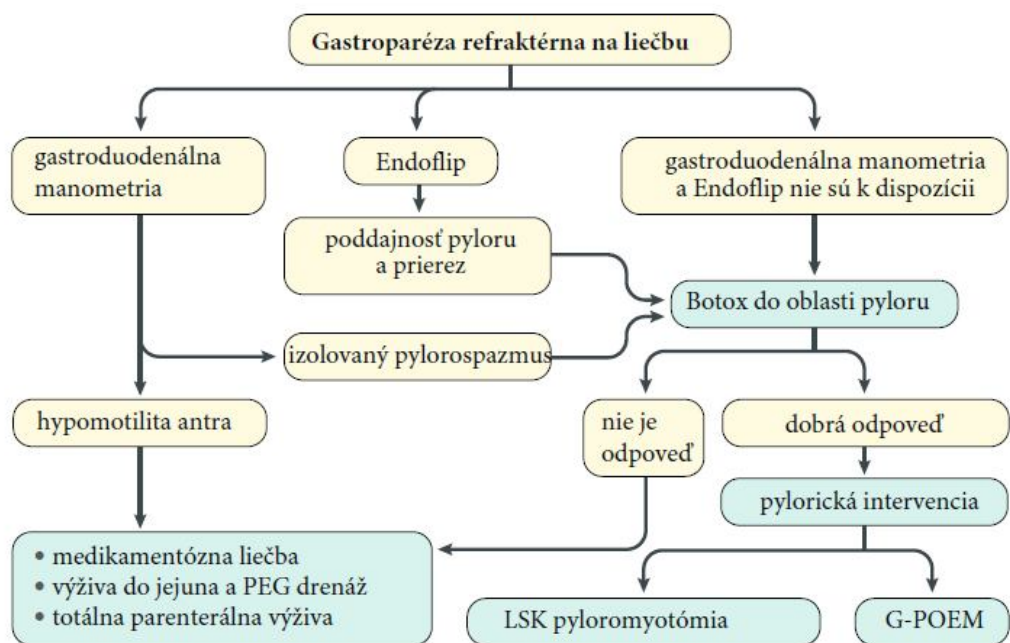 Gastroparéza refraktérna na liečbu
gastroduodenálna
manometria
Endoflip
gastroduodenálna manometria
a Endoflip nie sú k dispozícii
poddajnosť pyloru
a prierez
Botox do oblasti pyloru
izolovaný pylorospazmus
hypomotilita antra
nie je
odpoveď
dobrá odpoveď
pylorická intervencia
• medikamentózna liečba
• výživa do jejuna a PEG drenáž
• totálna parenterálna výživa
LSK pyloromyotómia
G-POEM